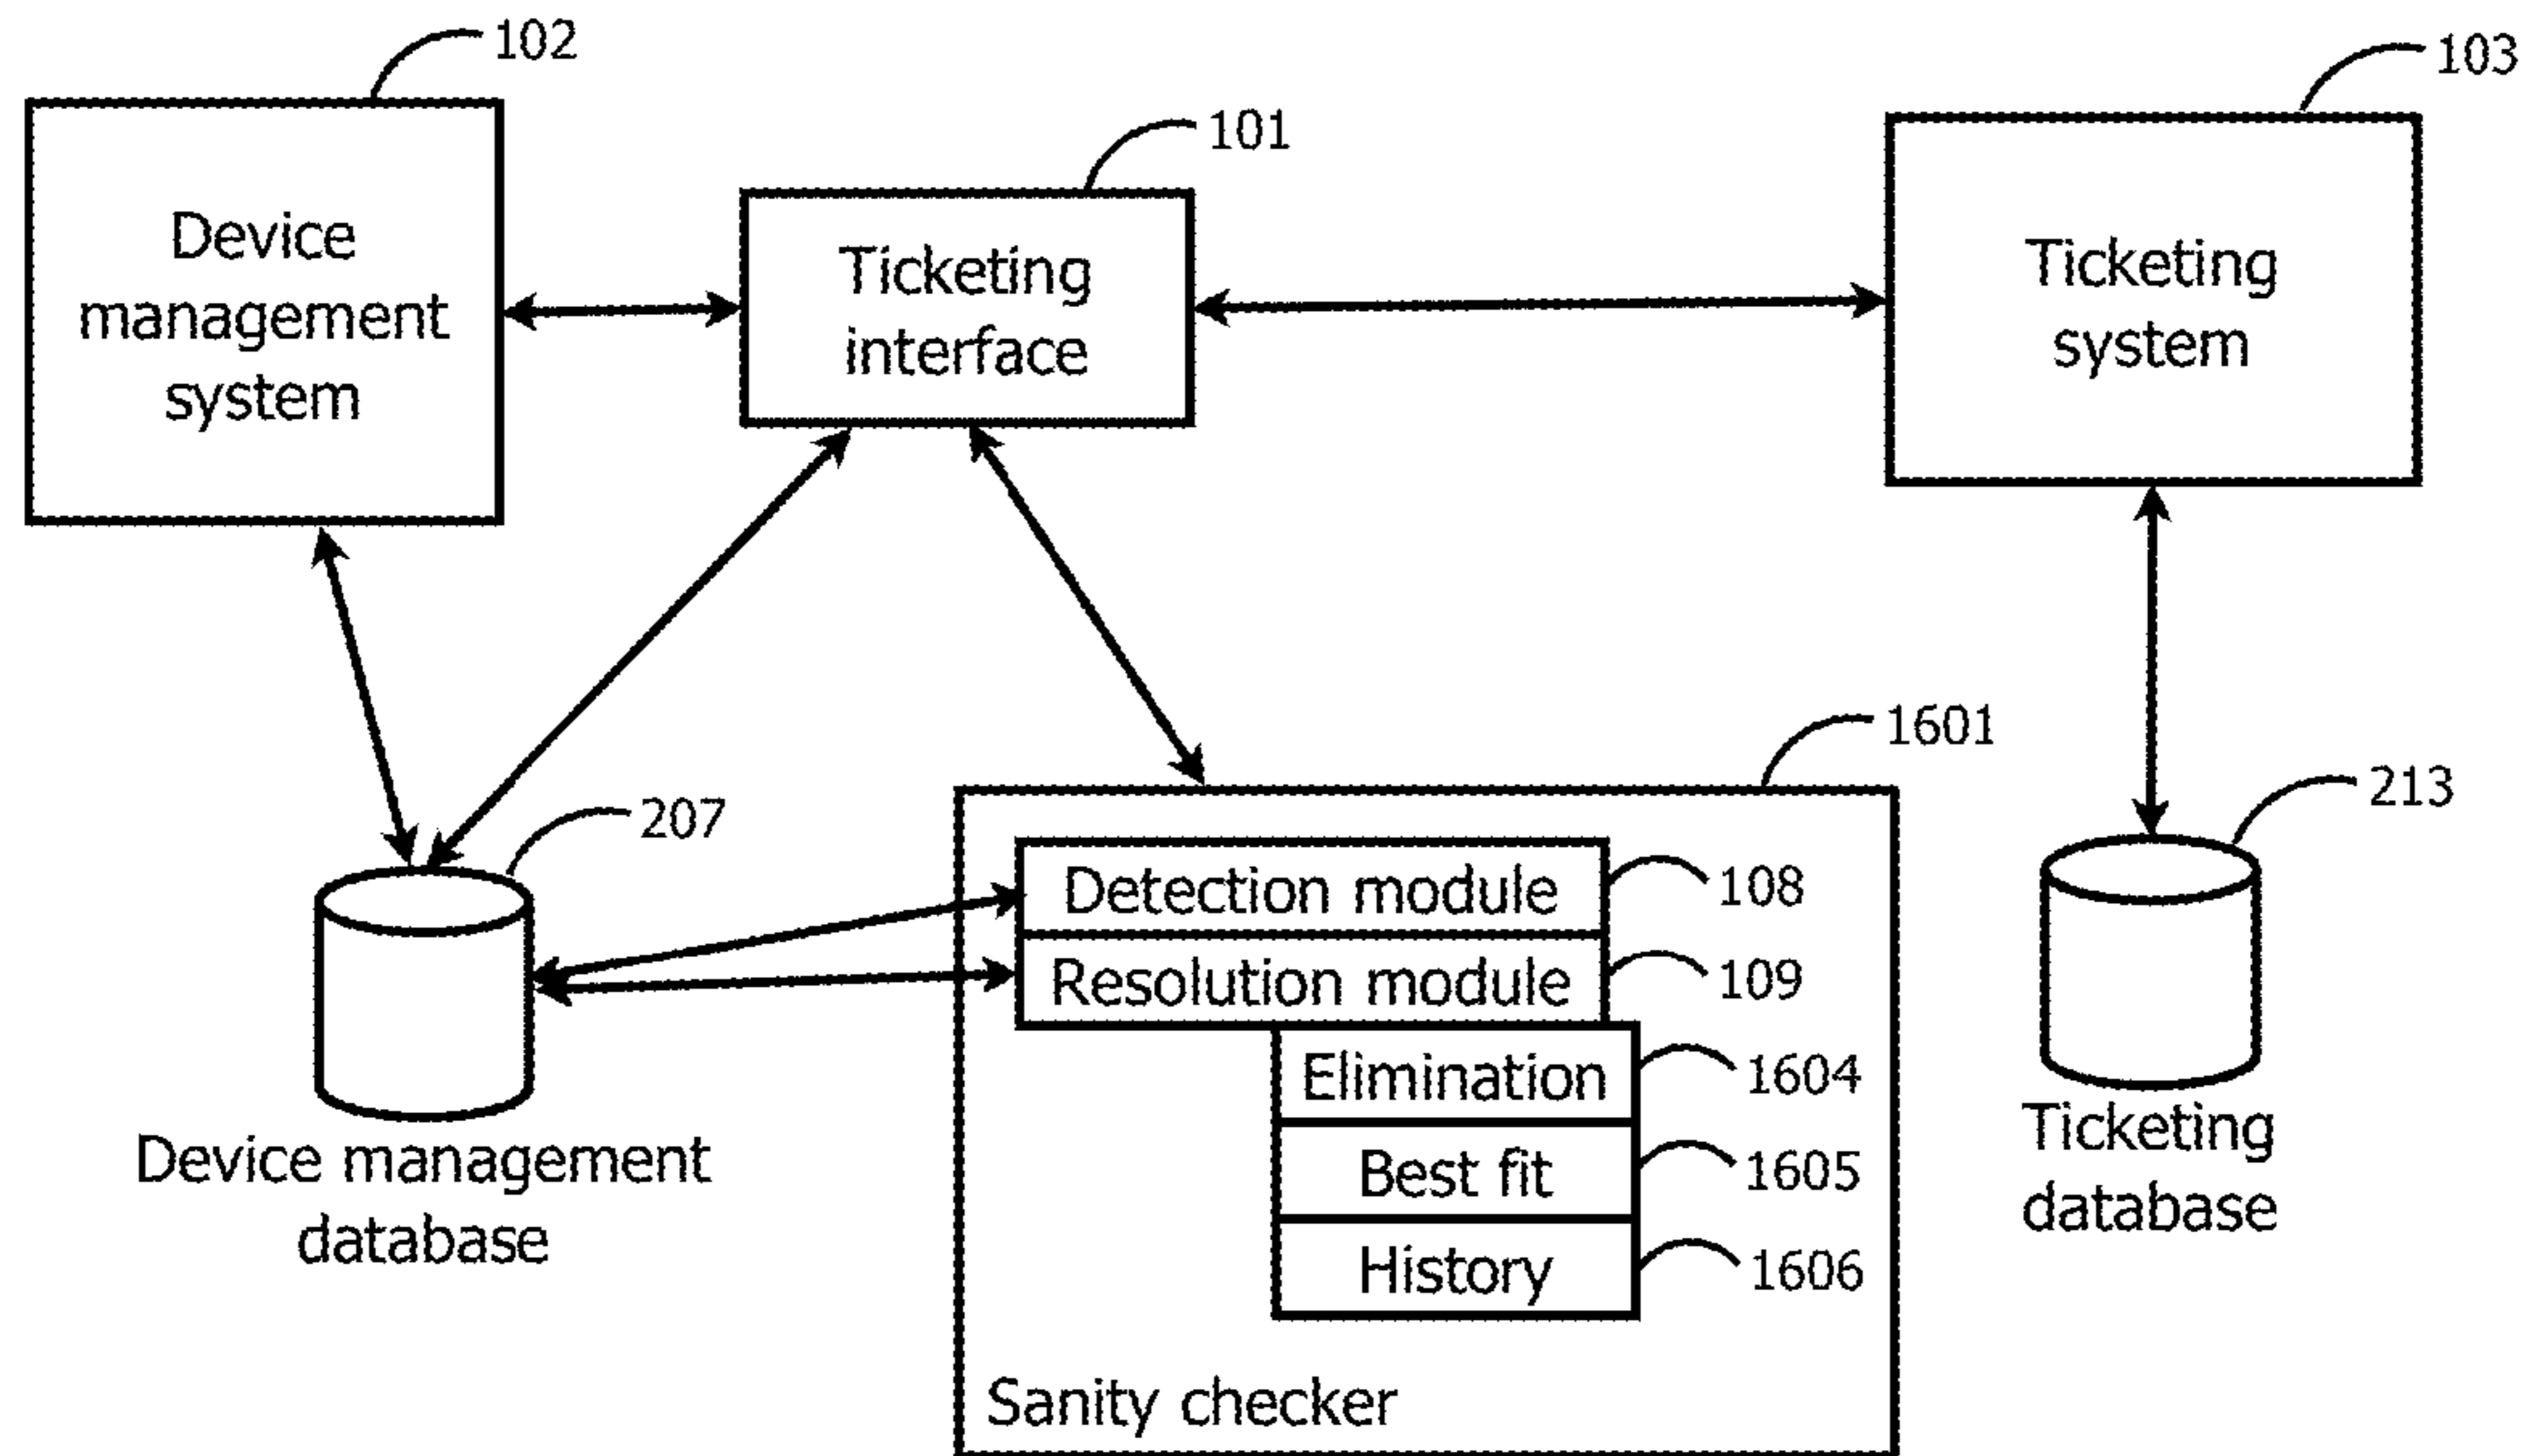 102
103
101
Device
management
system
Ticketing
interface
Ticketing
system
1601
207
213
Detection module
108
Resolution module
109
Elimination
1604
Best fit
1605
History
1606
Device management
database
Ticketing
database
Sanity checker